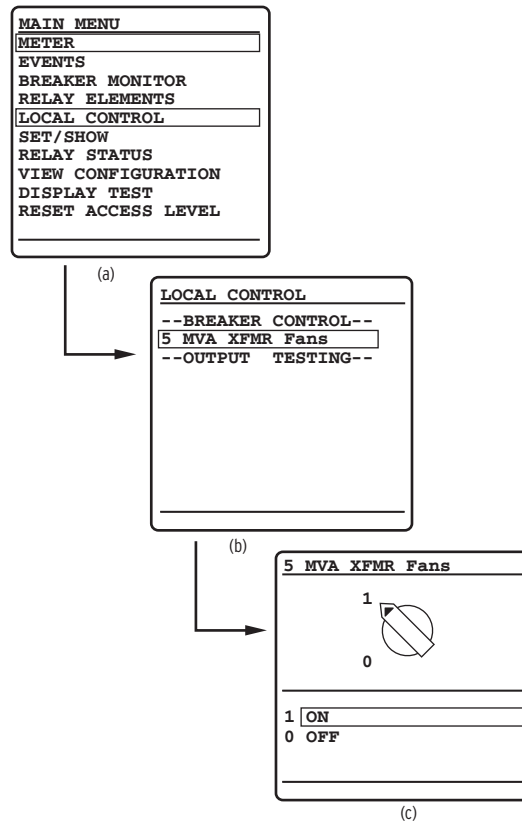 MAIN MENU
METER
EVENTS
BREAKER MONITOR
RELAY ELEMENTS
LOCAL CONTROL
SET/SHOW
RELAY STATUS
VIEW CONFIGURATION
DISPLAY TEST
RESET ACCESS LEVEL
(a)
LOCAL CONTROL
--BREAKER CONTROL--
5 MVA XFMR Fans
--OUTPUT TESTING--
(b)
5 MVA XFMR Fans
1
0
1 ON
0 OFF
(c)